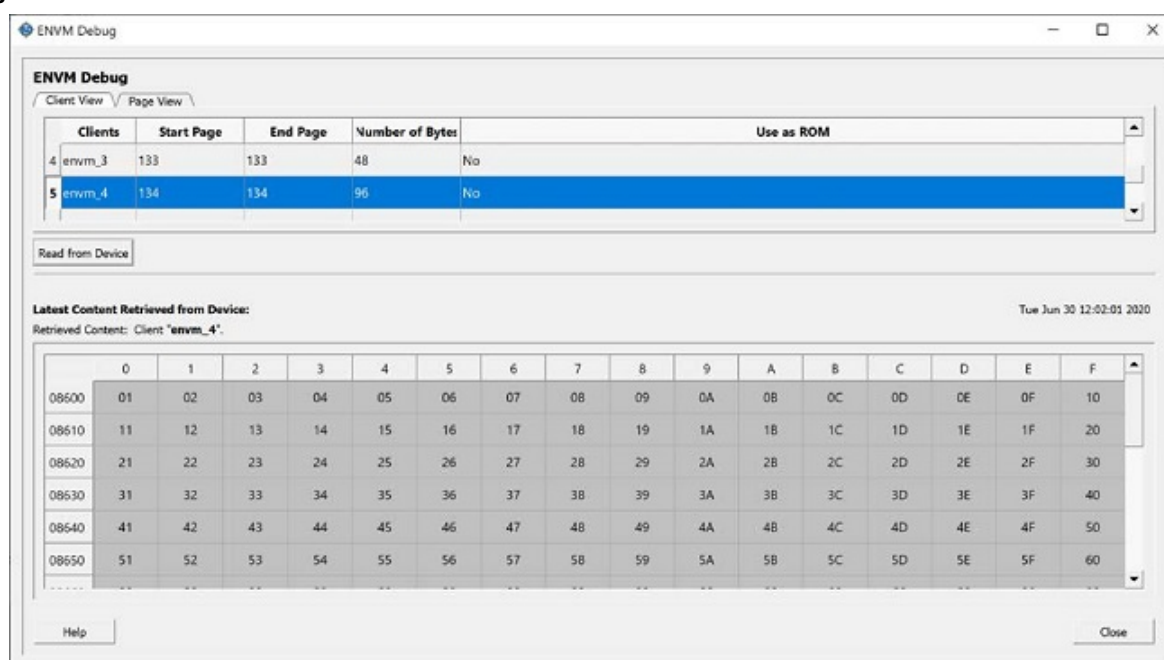 ENVM Debug
ENVM Debug
Client View Page View
Clients Start Page End Page Number of Bytes Use as ROM
4 envm_3 133 133 48 No
5 envm_4 134 134 96 No
Read from Device
Latest Content Retrieved from Device: Tue Jun 30 12:02:01 2020
Retrieved Content: Client "envm_4".
0 1 2 3 4 5 6 7 8 9 A B C D E F
08600 01 02 03 04 05 06 07 08 09 0A 0B 0C 0D 0E 0F 10
08610 11 12 13 14 15 16 17 18 19 1A 1B 1C 1D 1E 1F 20
08620 21 22 23 24 25 26 27 28 29 2A 2B 2C 2D 2E 2F 30
08630 31 32 33 34 35 36 37 38 39 3A 3B 3C 3D 3E 3F 40
08640 41 42 43 44 45 46 47 48 49 4A 4B 4C 4D 4E 4F 50
08650 51 52 53 54 55 56 57 58 59 5A 5B 5C 5D 5E 5F 60
Help Close